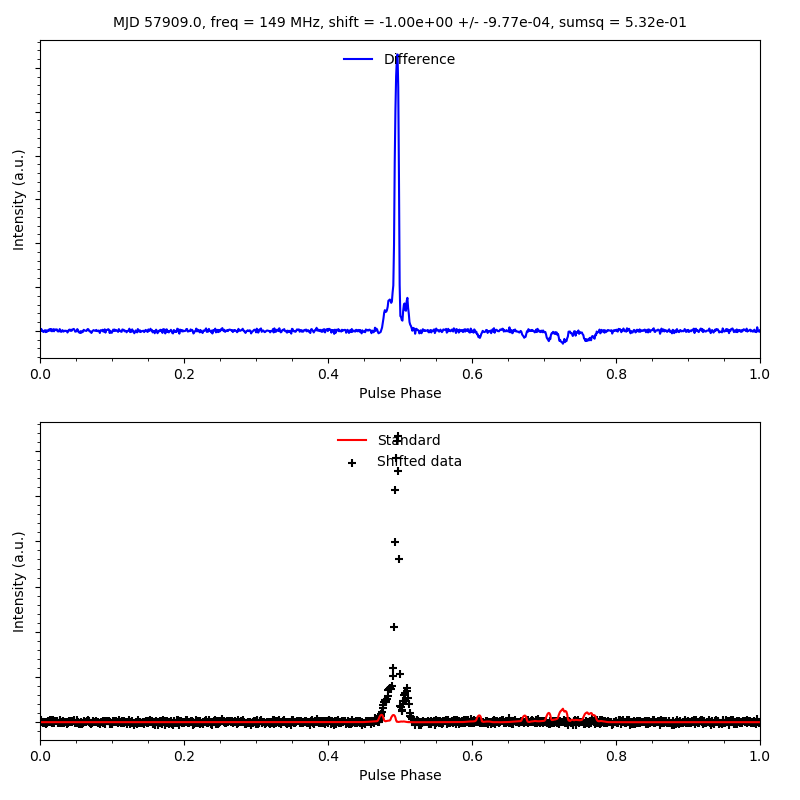 MJD 57909.0, freq = 149 MHz, shift = -1.00e+00 +/- -9.77e-04, sumsq = 5.32e-01
Difference
Intensity (a.u.)
0.0 0.2 0.4 0.6 0.8 1.0
Pulse Phase
Standard
Shifted data
Intensity (a.u.)
0.0 0.2 0.4 0.6 0.8 1.0
Pulse Phase